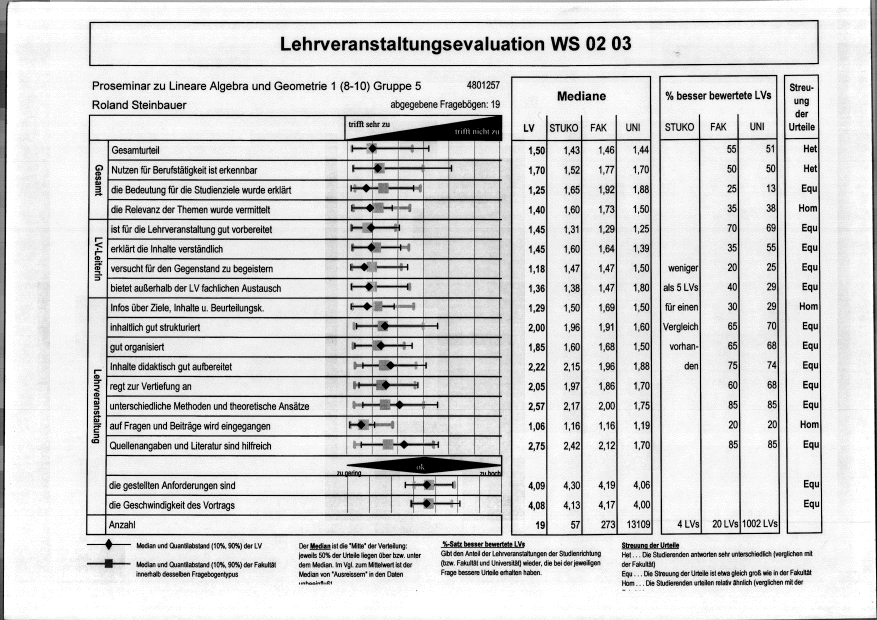 Lehrveranstaltungsevaluation WS 02 03
Proseminar zu Lineare Algebra und Geometrie 1 (8-10) Gruppe 5 4801257
Roland Steinbauer abgegebene Fragebögen: 19
Mediane
% besser bewertete LVs
Streu-
ung
der
Urteile
trifft sehr zu
trifft nicht zu
LV STUKO FAK UNI STUKO FAK UNI
Gesamt
Gesamturteil 1,50 1,43 1,46 1,44 55 51 Het
Nutzen für Berufstätigkeit ist erkennbar 1,70 1,52 1,77 1,70 50 50 Het
die Bedeutung für die Studienziele wurde erklärt 1,25 1,65 1,92 1,88 25 13 Equ
die Relevanz der Themen wurde vermittelt 1,40 1,60 1,73 1,50 35 38 Hom
LV-LeiterIn
ist für die Lehrveranstaltung gut vorbereitet 1,45 1,31 1,29 1,25 70 69 Equ
erklärt die Inhalte verständlich 1,45 1,60 1,64 1,39 35 55 Equ
versucht für den Gegenstand zu begeistern 1,18 1,47 1,47 1,50 weniger 20 25 Equ
bietet außerhalb der LV fachlichen Austausch 1,36 1,38 1,47 1,80 als 5 LVs 40 29 Equ
Lehrveranstaltung
Infos über Ziele, Inhalte u. Beurteilungsk. 1,29 1,50 1,69 1,50 für einen 30 29 Hom
inhaltlich gut strukturiert 2,00 1,96 1,91 1,60 Vergleich 65 70 Equ
gut organisiert 1,85 1,60 1,68 1,50 vorhan- 65 68 Equ
Inhalte didaktisch gut aufbereitet 2,22 2,15 1,96 1,88 den 75 74 Equ
regt zur Vertiefung an 2,05 1,97 1,86 1,70 60 68 Equ
unterschiedliche Methoden und theoretische Ansätze 2,57 2,17 2,00 1,75 85 85 Equ
auf Fragen und Beiträge wird eingegangen 1,06 1,16 1,16 1,19 20 20 Hom
Quellenangaben und Literatur sind hilfreich 2,75 2,42 2,12 1,70 85 85 Equ
zu gering ok zu hoch
die gestellten Anforderungen sind 4,09 4,30 4,19 4,06 Equ
die Geschwindigkeit des Vortrags 4,08 4,13 4,17 4,00 Equ
Anzahl 19 57 273 13109 4 LVs 20 LVs 1002 LVs
Median und Quantilabstand (10%, 90%) der LV
Median und Quantilabstand (10%, 90%) der Fakultät
innerhalb desselben Fragebogentypus
Der Median ist die "Mitte" der Verteilung:
jeweils 50% der Urteile liegen über bzw. unter
dem Median. Im Vgl. zum Mittelwert ist der
Median von "Ausreissern" in den Daten
%-Satz besser bewertete LVs
Gibt den Anteil der Lehrveranstaltungen der Studienrichtung
(bzw. Fakultät und Universität) wieder, die bei der jeweiligen
Frage bessere Urteile erhalten haben.
Streuung der Urteile
Het . . . Die Studierenden antworten sehr unterschiedlich (verglichen mit
der Fakultät)
Equ . . . Die Streuung der Urteile ist etwa gleich groß wie in der Fakultät
Hom . . . Die Studierenden urteilen relativ ähnlich (verglichen mit der